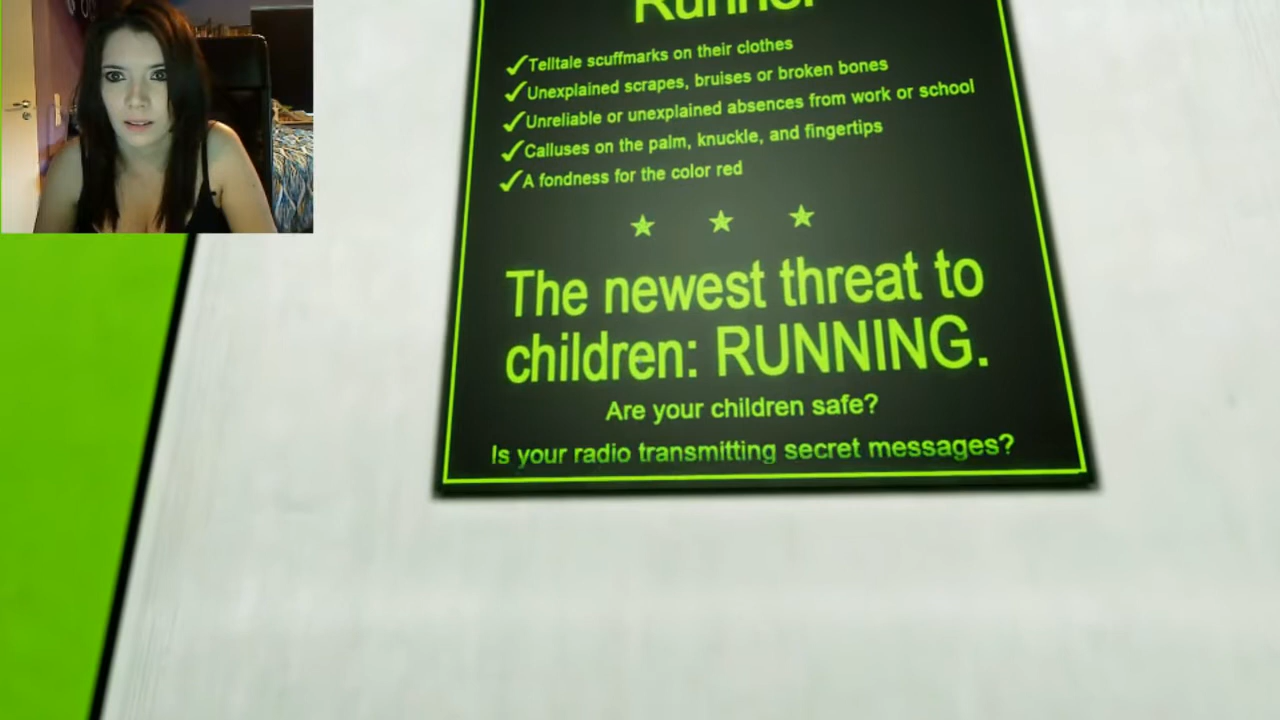 Runner
Telltale scuffmarks on their clothes
Unexplained scrapes, bruises or broken bones
Unreliable or unexplained absences from work or school
Calluses on the palm, knuckle, and fingertips
A fondness for the color red
The newest threat to
children: RUNNING.
Are your children safe?
Is your radio transmitting secret messages?